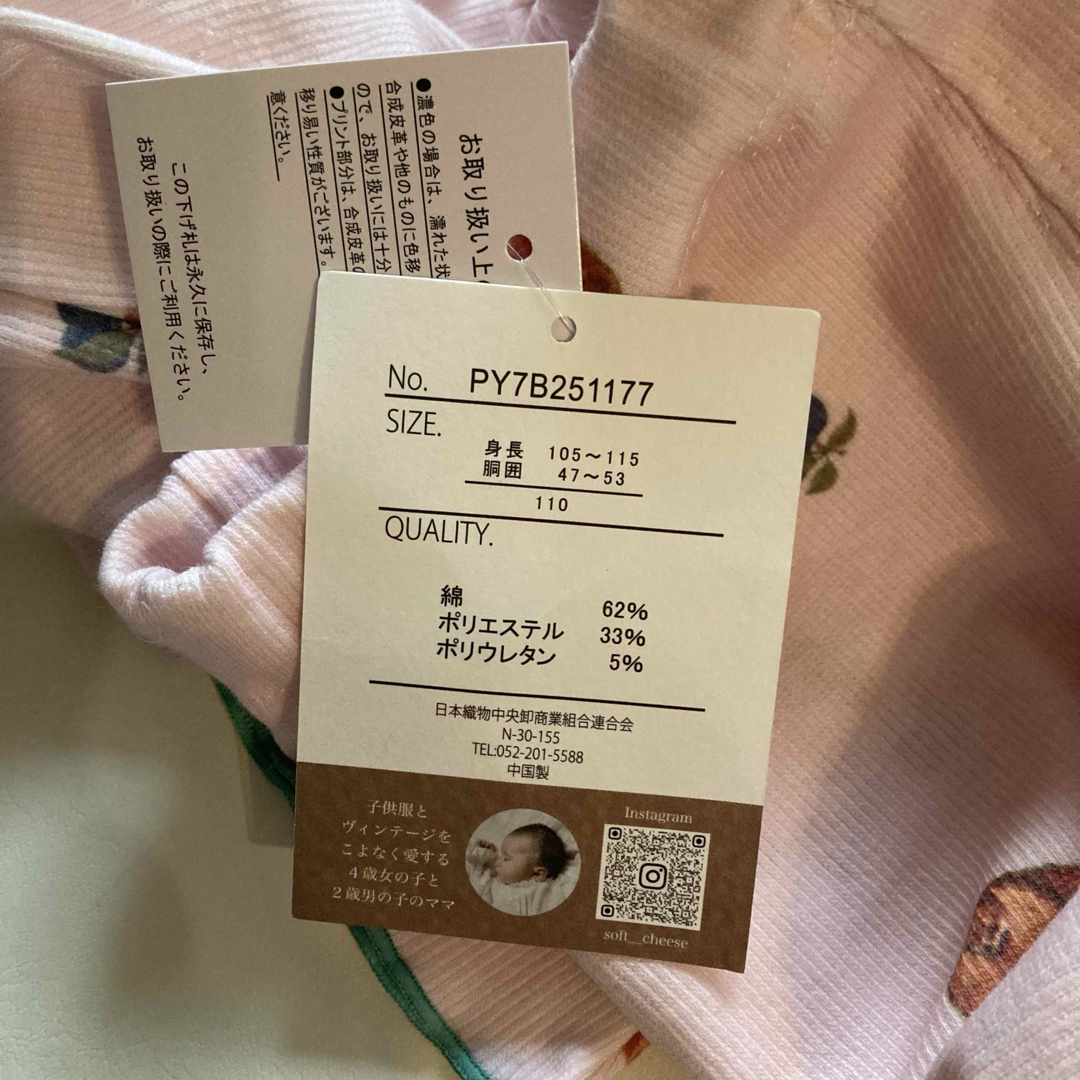 お取り扱い上
●濃色の場合は、濡れた状
合成皮革や他のものに色移
ので、お取り扱いには十分
●プリント部分は、合成皮革
移り易い性質がございます。
意ください。
この下げ札は永久に保存し、
お取り扱いの際にご利用ください。
No. PY7B251177
SIZE.
身長 105～115
胴囲 47～53
110
QUALITY.
綿 62%
ポリエステル 33%
ポリウレタン 5%
日本織物中央卸商業組合連合会
N-30-155
TEL:052-201-5588
中国製
子供服と
ヴィンテージを
こよなく愛する
4歳女の子と
2歳男の子のママ
Instagram
soft__cheese